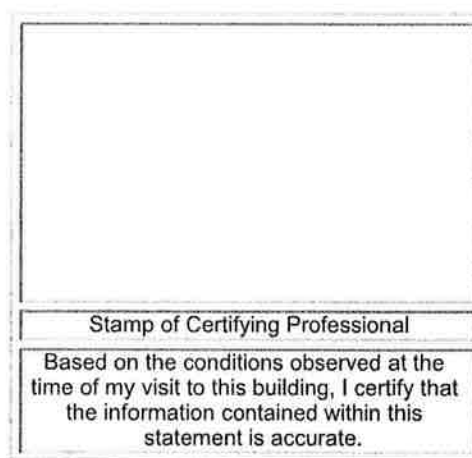 Stamp of Certifying Professional
Based on the conditions observed at the
time of my visit to this building, I certify that
the information contained within this
statement is accurate.